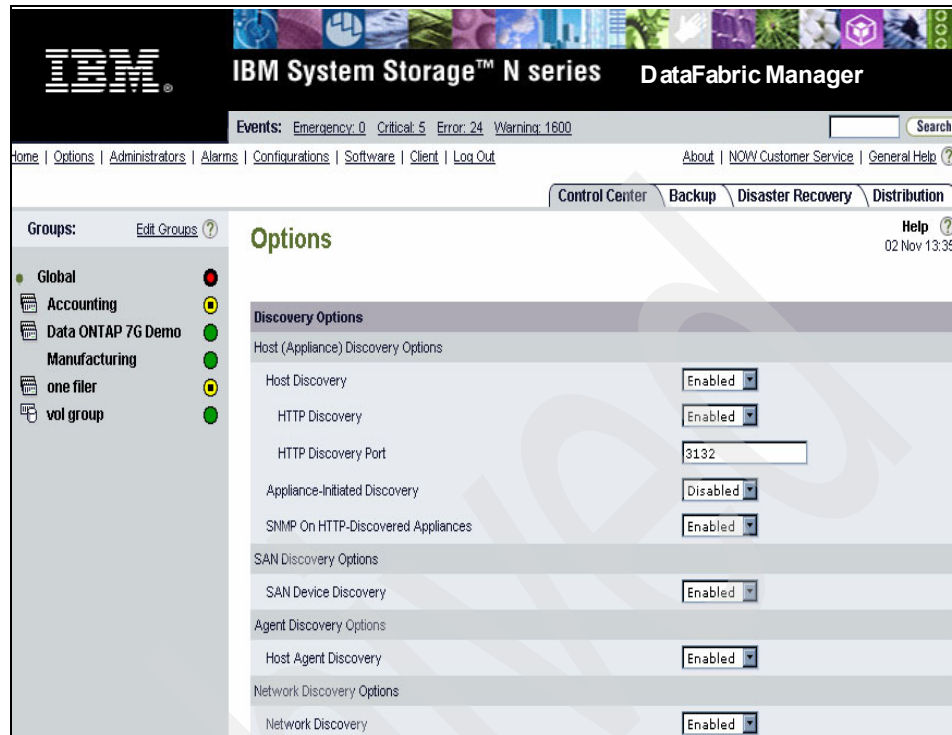 IBM®
IBM System Storage™ N series DataFabric Manager
Events: Emergency: 0 Critical: 5 Error: 24 Warning: 1600 Search
Home | Options | Administrators | Alarms | Configurations | Software | Client | Log Out About | NOW Customer Service | General Help ?
Control Center Backup Disaster Recovery Distribution
Groups: Edit Groups ?
Options
Help ?
02 Nov 13:35
Global
Accounting
Data ONTAP 7G Demo
Manufacturing
one filer
vol group
Discovery Options
Host (Appliance) Discovery Options
Host Discovery Enabled
HTTP Discovery Enabled
HTTP Discovery Port 3132
Appliance-Initiated Discovery Disabled
SNMP On HTTP-Discovered Appliances Enabled
SAN Discovery Options
SAN Device Discovery Enabled
Agent Discovery Options
Host Agent Discovery Enabled
Network Discovery Options
Network Discovery Enabled